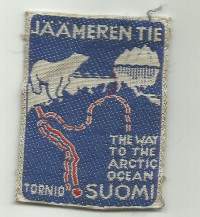 JÄÄMEREN TIE
THE WAY
TO THE
ARCTIC
OCEAN
TORNIO SUOMI